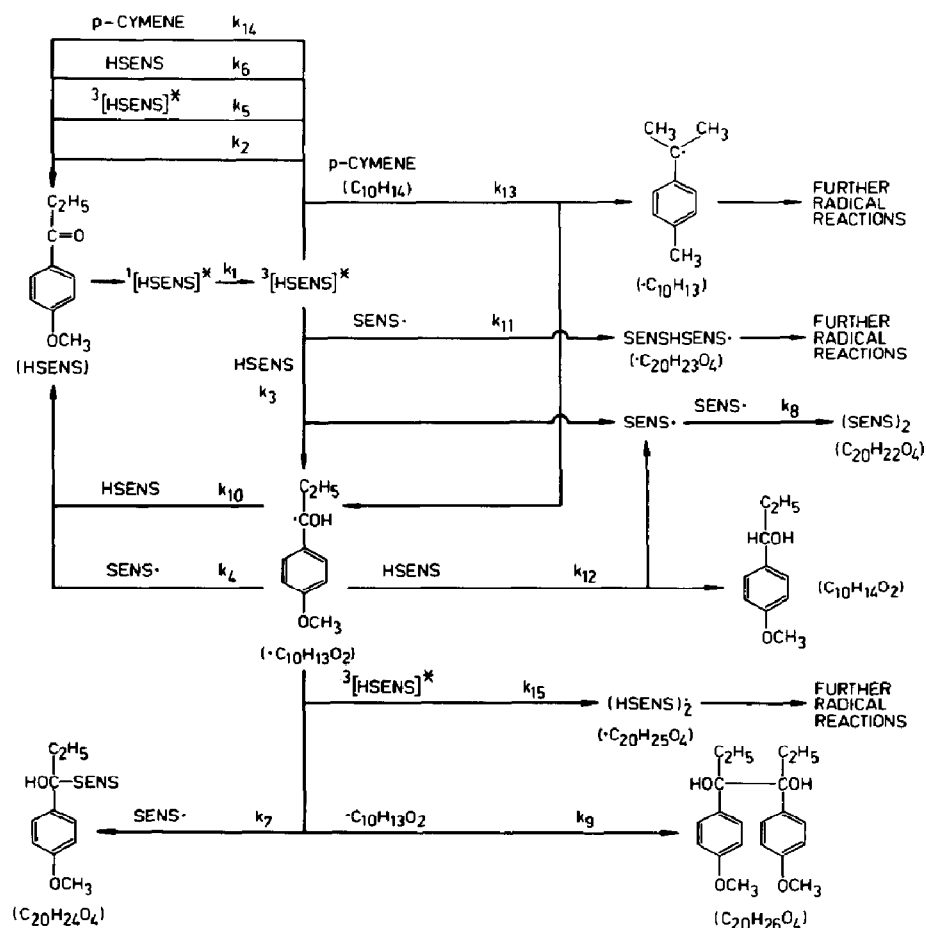 p-CYMENE k14
HSENS k6
3[HSENS]* k5
k2
p-CYMENE
(C10H14) k13
CH3 CH3
C·
CH3
(·C10H13)
FURTHER
RADICAL
REACTIONS
C2H5
C=O
OCH3
(HSENS)
1[HSENS]* k1 3[HSENS]*
SENS· k11
SENSHSENS·
(·C20H23O4)
FURTHER
RADICAL
REACTIONS
HSENS
k3
SENS· SENS· k8 (SENS)2
(C20H22O4)
HSENS k10
SENS· k4
C2H5
·COH
OCH3
(·C10H13O2)
HSENS k12
C2H5
CHOH
OCH3
(C10H14O2)
3[HSENS]* k15
(HSENS)2·
(·C20H25O4)
FURTHER
RADICAL
REACTIONS
C2H5
HOC-SENS
OCH3
(C20H24O4)
SENS· k7
·C10H13O2 k9
C2H5 C2H5
HOC COH
OCH3 OCH3
(C20H26O4)